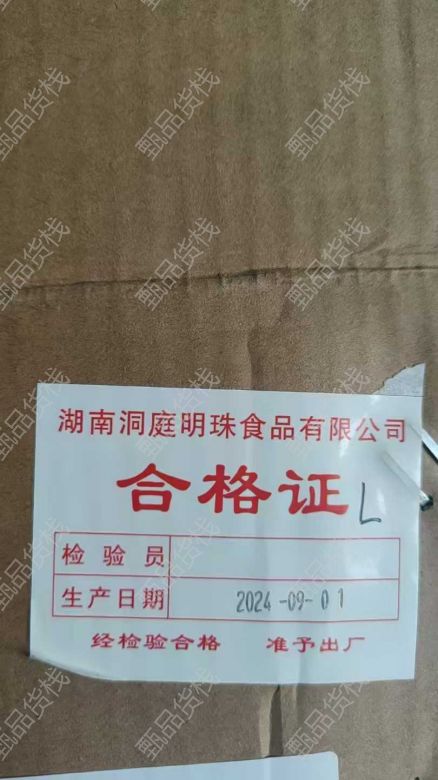 湖南洞庭明珠食品有限公司
合格证
L
检验员
生产日期 2024-09-01
经检验合格 准予出厂
甄品货栈